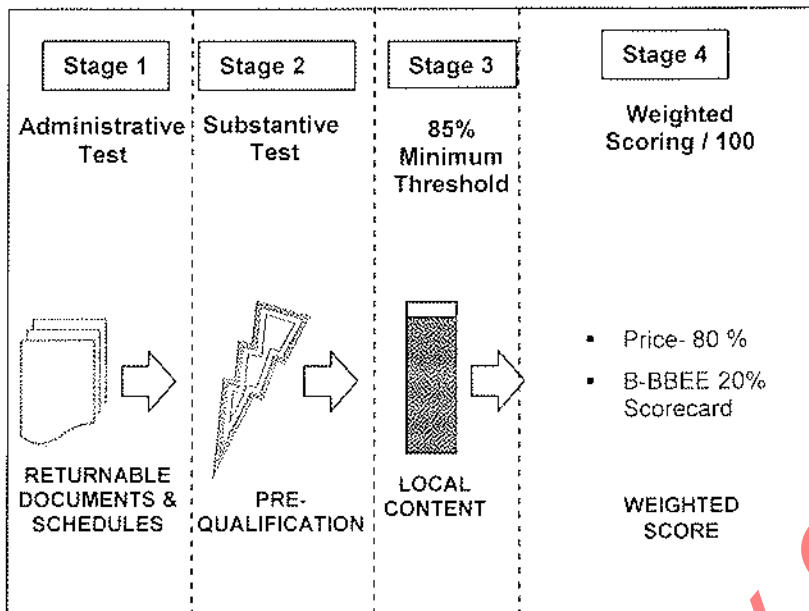 Stage 1
Administrative
Test
RETURNABLE
DOCUMENTS &
SCHEDULES
Stage 2
Substantive
Test
PRE-
QUALIFICATION
Stage 3
85%
Minimum
Threshold
LOCAL
CONTENT
Stage 4
Weighted
Scoring / 100
▪ Price- 80 %
▪ B-BBEE 20%
Scorecard
WEIGHTED
SCORE